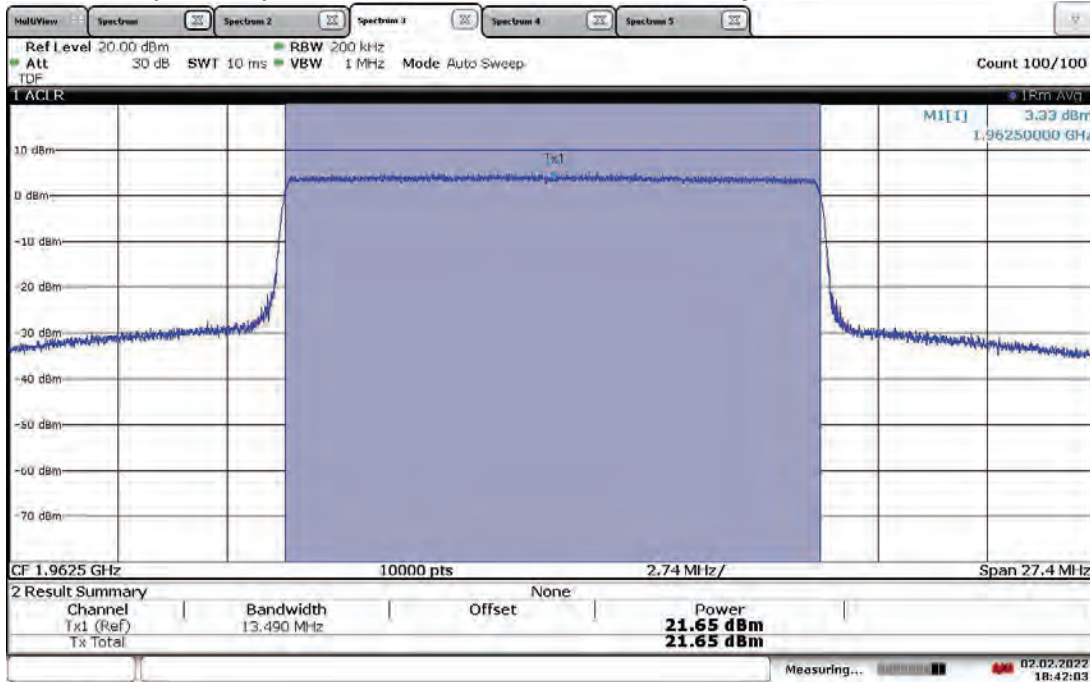 MultiView Spectrum Spectrum 2 Spectrum 3 Spectrum 4 Spectrum 5
Ref Level 20.00 dBm RBW 200 kHz
Att 30 dB SWT 10 ms VBW 1 MHz Mode Auto Sweep Count 100/100
TDF
1 ACLR 1Rm Avg
M1[1] 3.33 dBm
1.96250000 GHz
10 dBm
Tx1
0 dBm
-10 dBm
-20 dBm
-30 dBm
-40 dBm
-50 dBm
-60 dBm
-70 dBm
CF 1.9625 GHz 10000 pts 2.74 MHz/ Span 27.4 MHz
2 Result Summary None
Channel Bandwidth Offset Power
Tx1 (Ref) 13.490 MHz 21.65 dBm
Tx Total 21.65 dBm
Measuring... 02.02.2022
18:42:03